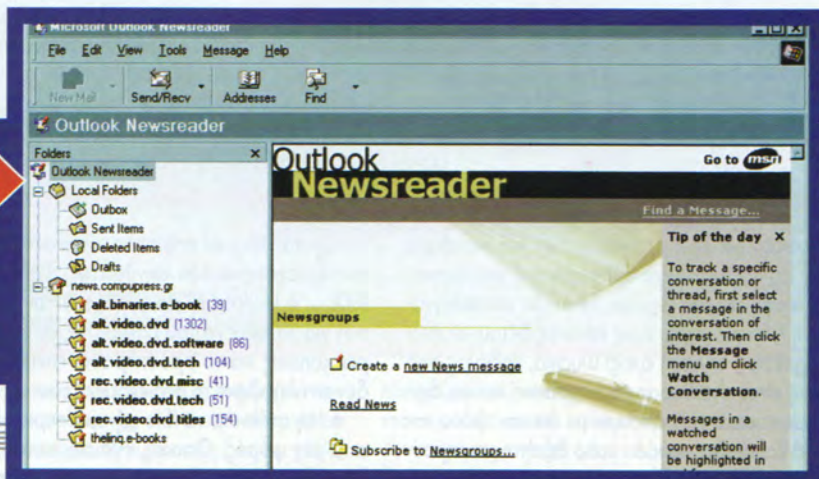 Microsoft Outlook Newsreader
File Edit View Tools Message Help
New Mail Send/Recv Addresses Find
Outlook Newsreader
Folders x
Outlook Newsreader
Local Folders
Outbox
Sent Items
Deleted Items
Drafts
news.compupress.gr
alt.binaries.e-book (39)
alt.video.dvd (1302)
alt.video.dvd.software (86)
alt.video.dvd.tech (104)
rec.video.dvd.misc (41)
rec.video.dvd.tech (51)
rec.video.dvd.titles (154)
theling.e-books
Outlook
Newsreader
Go to msn
Find a Message...
Newsgroups
Create a new News message
Read News
Subscribe to Newsgroups...
Tip of the day x
To track a specific
conversation or
thread, first select
a message in the
conversation of
interest. Then click
the Message
menu and click
Watch
Conversation.
Messages in a
watched
conversation will
be highlighted in